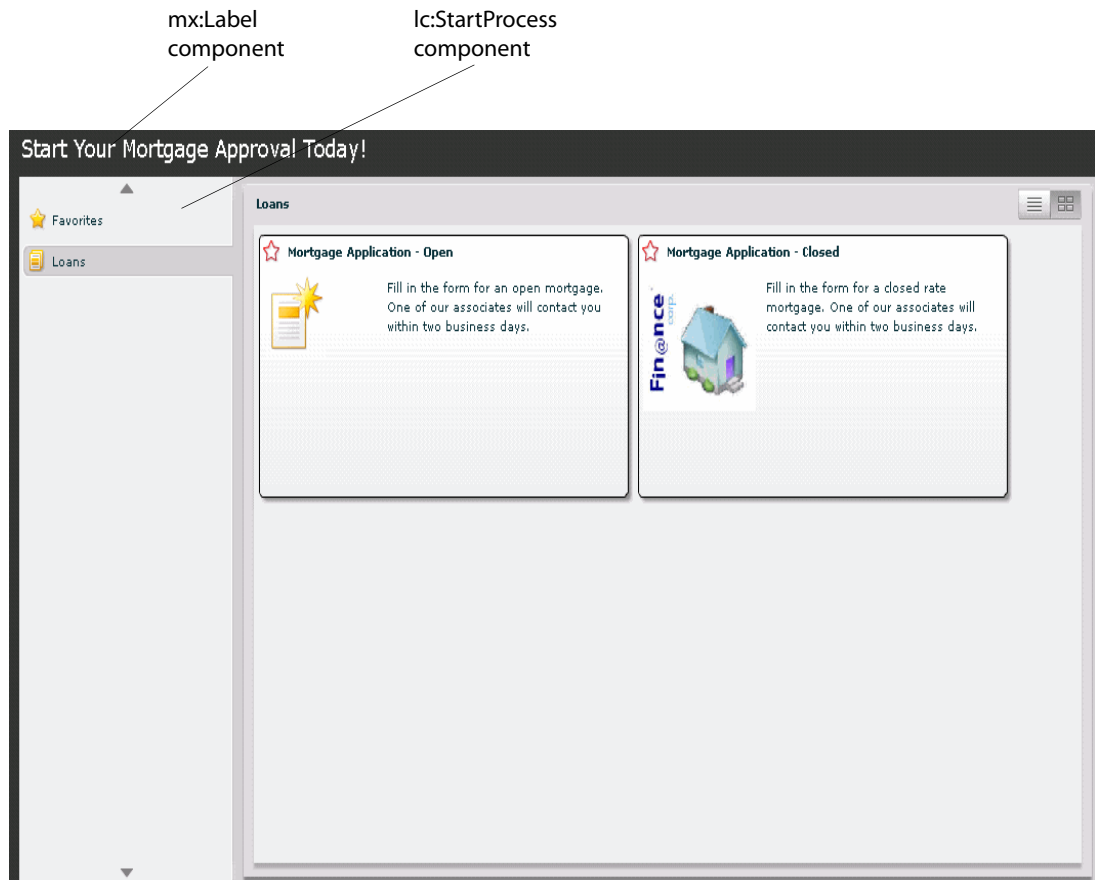 mx:Label
component
lc:StartProcess
component
Start Your Mortgage Approval Today!
Favorites
Loans
Loans
Mortgage Application - Open
Fill in the form for an open mortgage.
One of our associates will contact you
within two business days.
Mortgage Application - Closed
Fin@nce
corp.
Fill in the form for a closed rate
mortgage. One of our associates will
contact you within two business days.